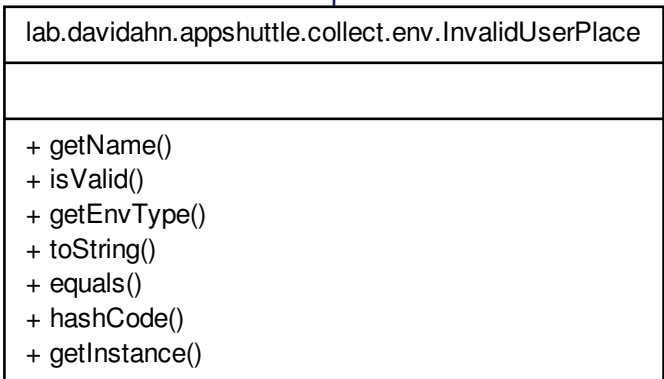 lab.davidahn.appshuttle.collect.env.InvalidUserPlace
+ getName()
+ isValid()
+ getEnvType()
+ toString()
+ equals()
+ hashCode()
+ getInstance()